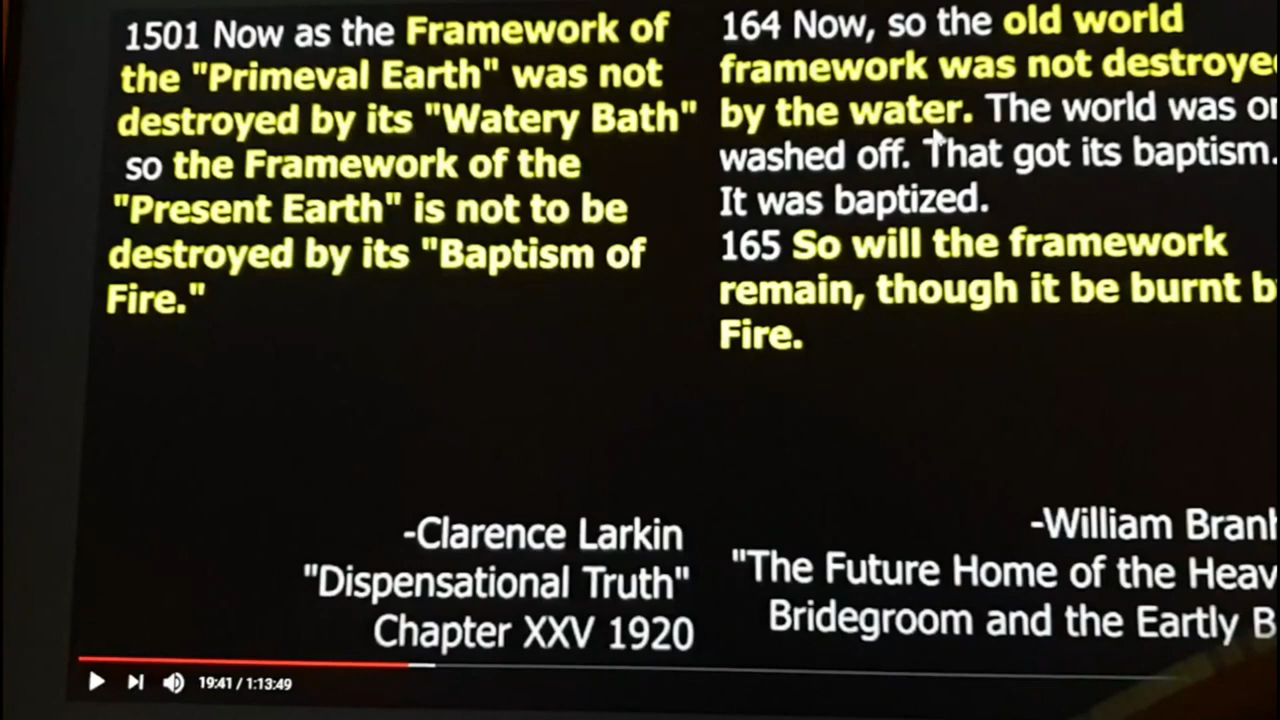 1501 Now as the Framework of
the "Primeval Earth" was not
destroyed by its "Watery Bath"
so the Framework of the
"Present Earth" is not to be
destroyed by its "Baptism of
Fire."
-Clarence Larkin
"Dispensational Truth"
Chapter XXV 1920
164 Now, so the old world
framework was not
by the water. The world was
washed off. That got its baptism.
It was baptized.
165 So will the framework
remain, though it be burnt
Fire.
-William
"The Future Home of the
Bridegroom and the Eartly
19:41 / 1:13:49